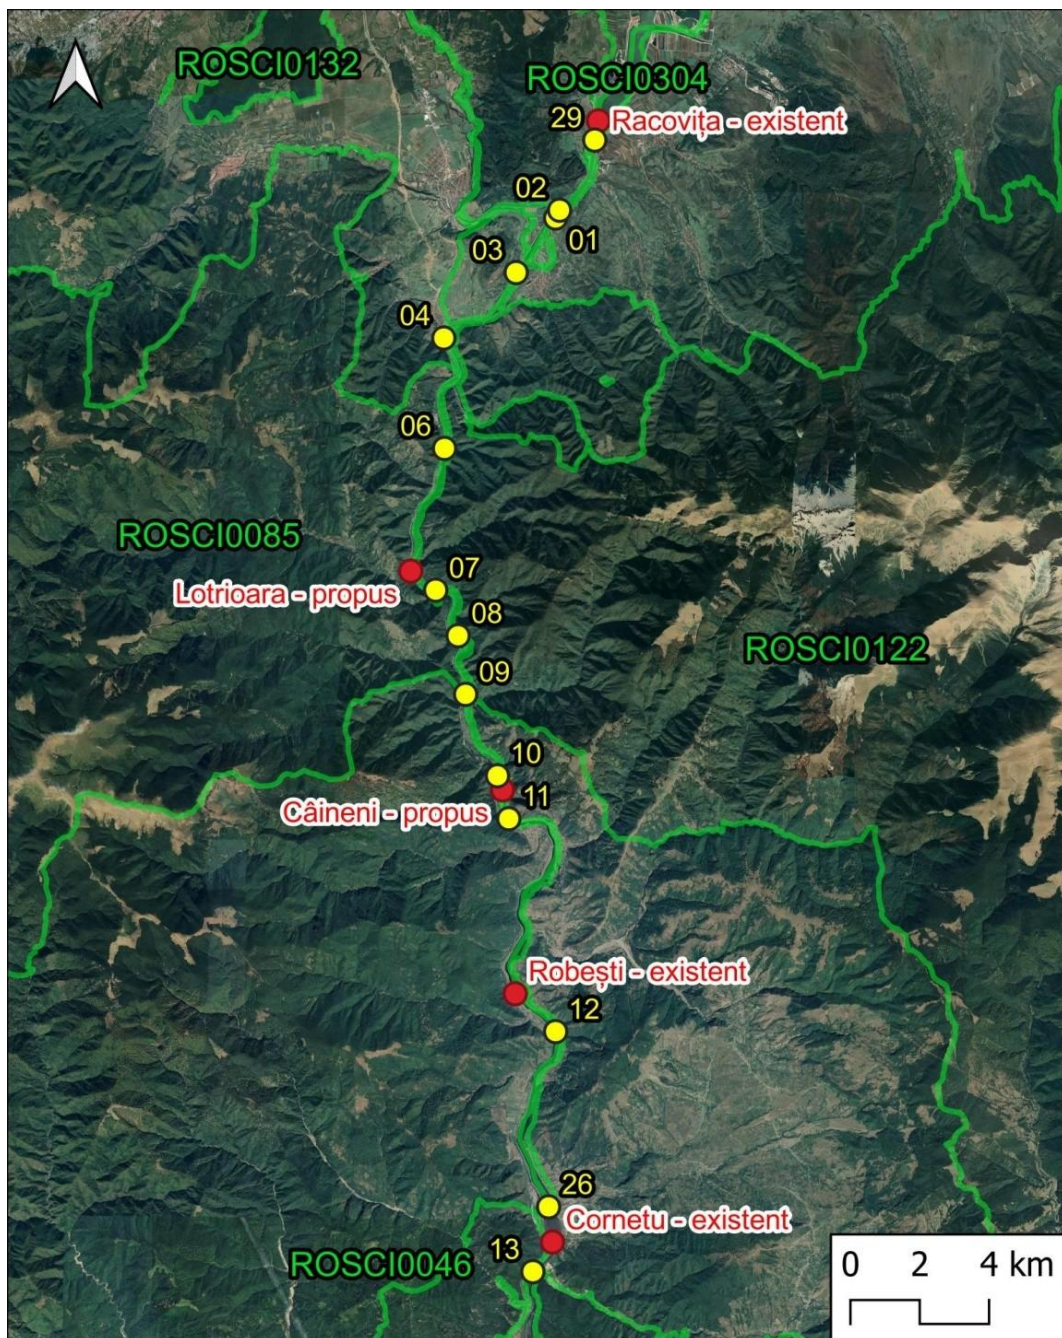 ROSCI0132
ROSCI0304
29
Racovița - existent
02
01
03
04
06
ROSCI0085
07
Lotrioara - propus
08
ROSCI0122
09
10
11
Câineni - propus
Robești - existent
12
26
Cornetu - existent
13
ROSCI0046
0 2 4 km